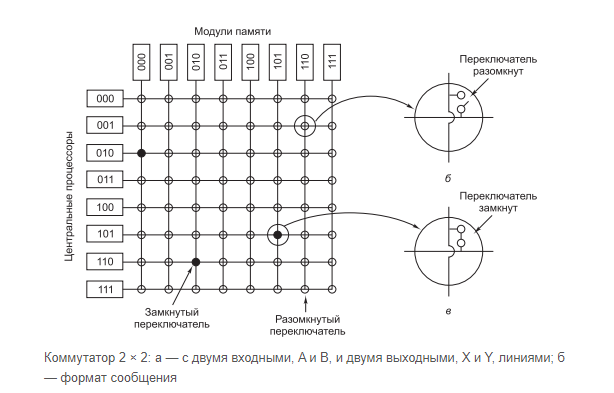 Модули памяти
000 001 010 011 100 101 110 111
Центральные процессоры
000
001
010
011
100
101
110
111
Переключатель
разомкнут
б
Переключатель
замкнут
в
Замкнутый
переключатель
Разомкнутый
переключатель
Коммутатор 2 × 2: а — с двумя входными, А и В, и двумя выходными, X и Y, линиями; б
— формат сообщения